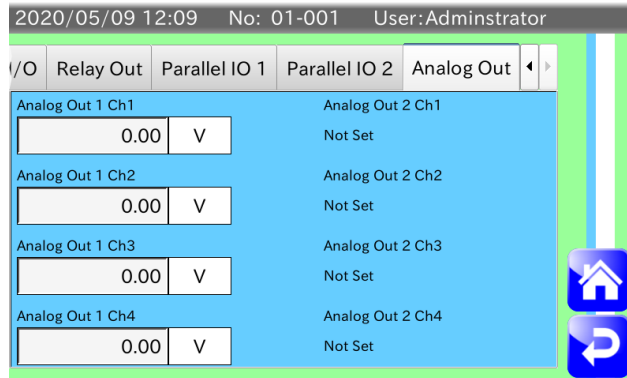 2020/05/09 12:09 No: 01-001 User:Adminstrator
/O Relay Out Parallel IO 1 Parallel IO 2 Analog Out
Analog Out 1 Ch1 Analog Out 2 Ch1
0.00 V Not Set
Analog Out 1 Ch2 Analog Out 2 Ch2
0.00 V Not Set
Analog Out 1 Ch3 Analog Out 2 Ch3
0.00 V Not Set
Analog Out 1 Ch4 Analog Out 2 Ch4
0.00 V Not Set